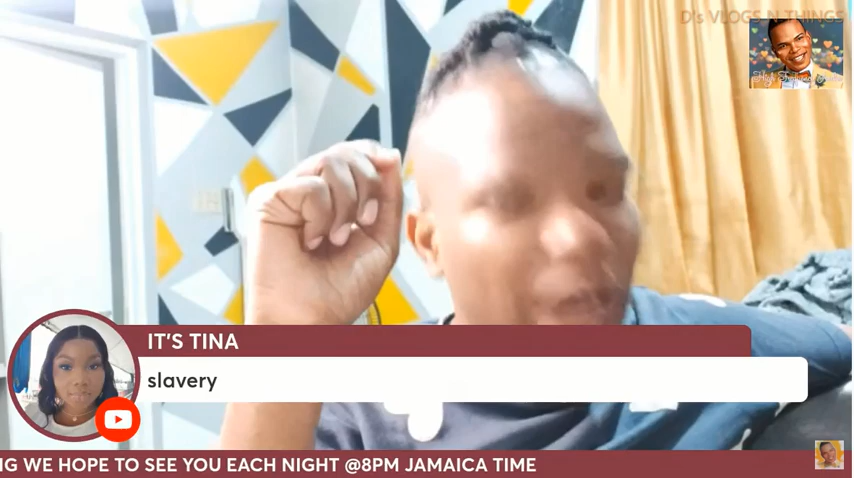 D's VLOGS N THINGS
IT'S TINA
slavery
G WE HOPE TO SEE YOU EACH NIGHT @8PM JAMAICA TIME